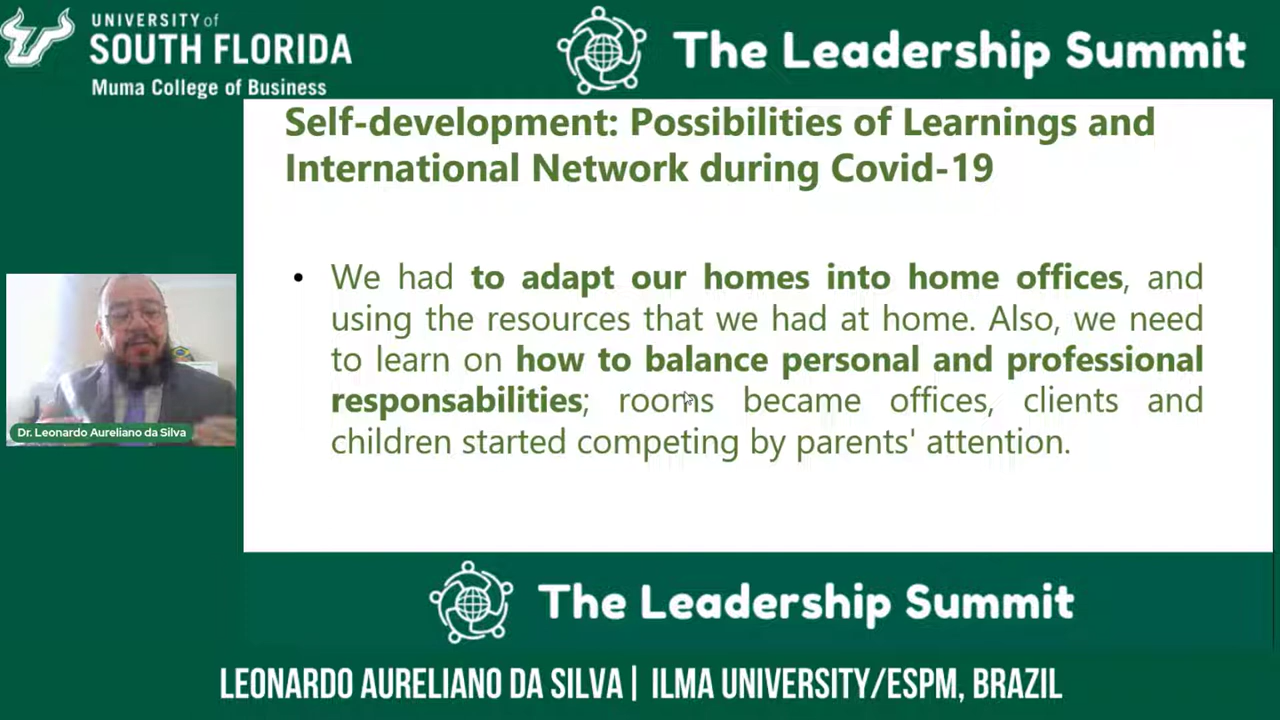 UNIVERSITY of
SOUTH FLORIDA
Muma College of Business
The Leadership Summit
Self-development: Possibilities of Learnings and
International Network during Covid-19
• We had to adapt our homes into home offices, and
using the resources that we had at home. Also, we need
to learn on how to balance personal and professional
responsabilities; rooms became offices, clients and
children started competing by parents' attention.
Dr. Leonardo Aureliano da Silva
The Leadership Summit
LEONARDO AURELIANO DA SILVA| ILMA UNIVERSITY/ESPM, BRAZIL